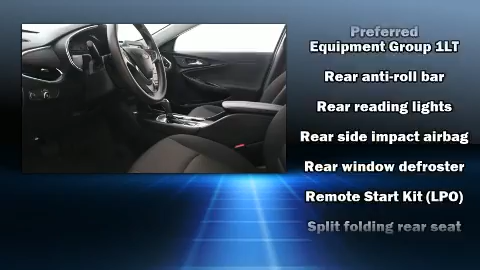 Preferred
Equipment Group 1LT
Rear anti-roll bar
Rear reading lights
Rear side impact airbag
Rear window defroster
Remote Start Kit (LPO)
Split folding rear seat